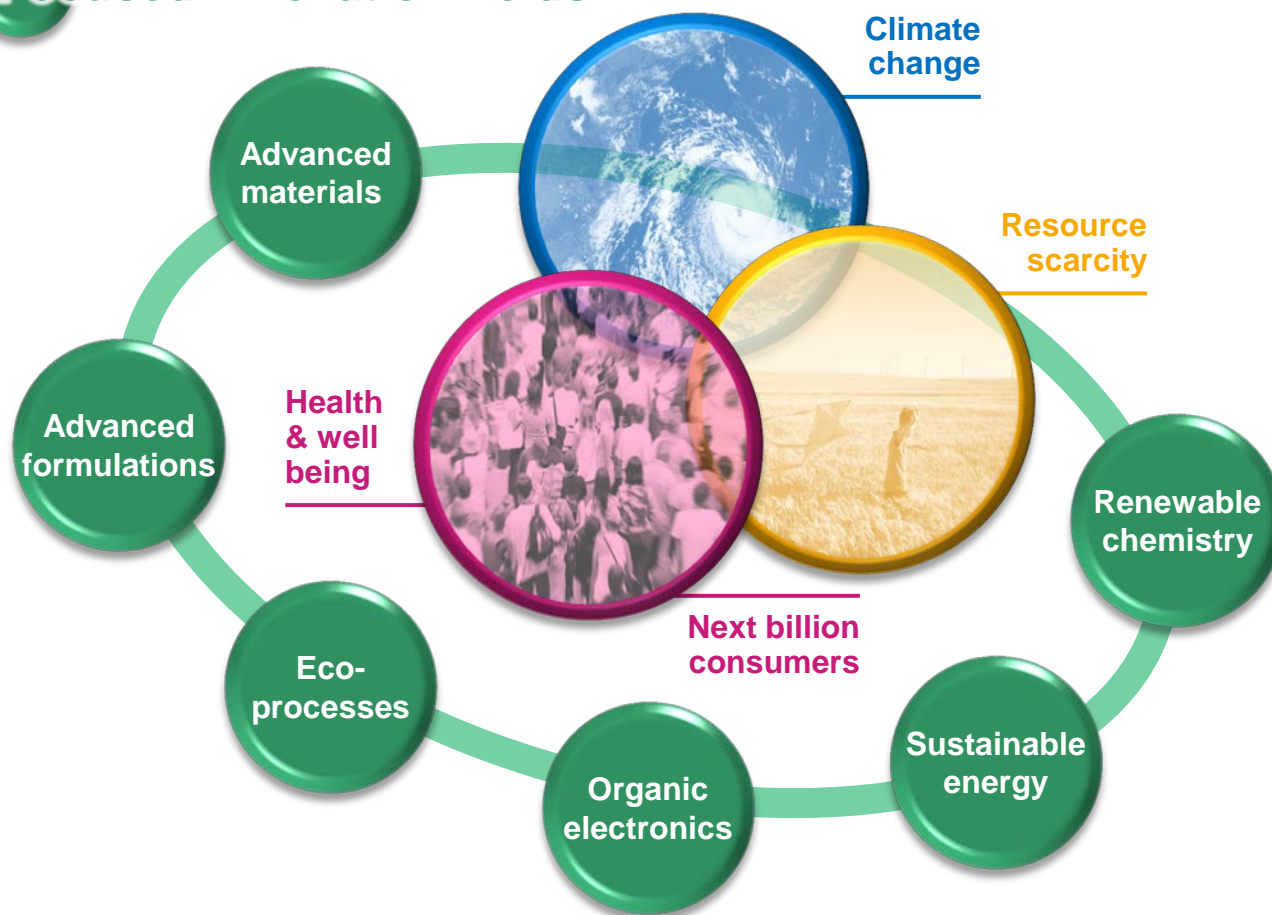 Climate
change
Advanced
materials
Resource
scarcity
Health
& well
being
Advanced
formulations
Renewable
chemistry
Next billion
consumers
Eco-
processes
Sustainable
energy
Organic
electronics